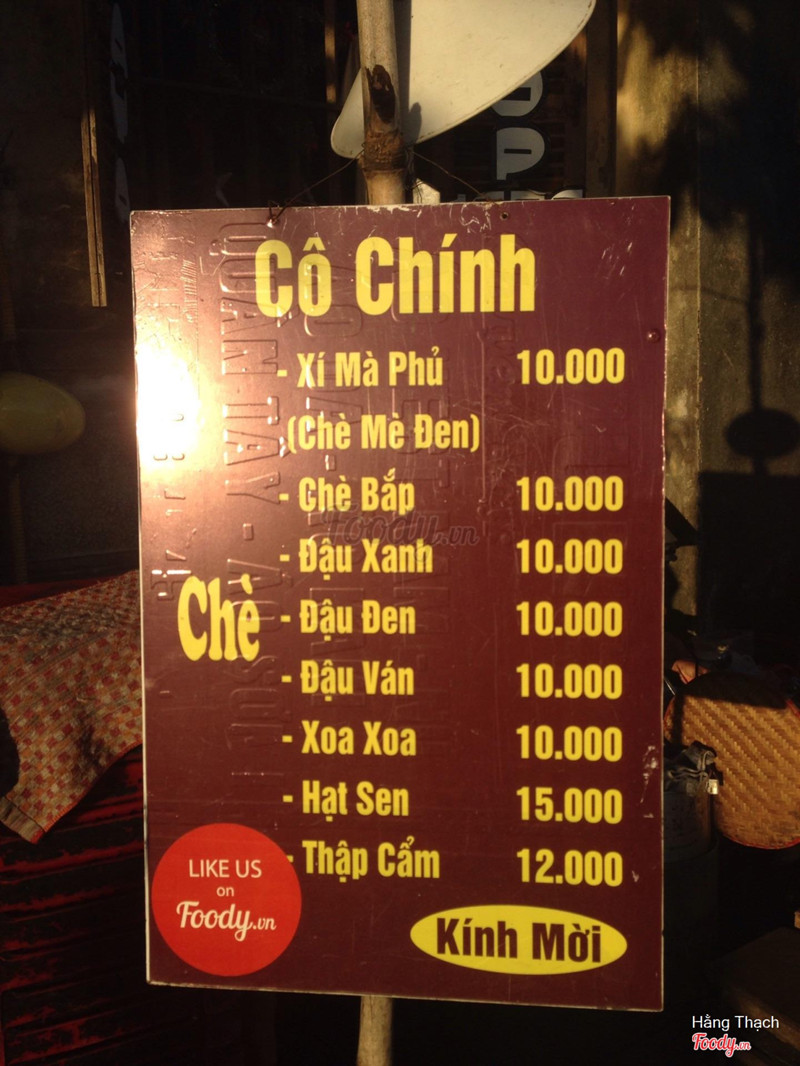 Cô Chính
- Xí Mà Phủ 10.000
(Chè Mè Đen)
- Chè Bắp 10.000
Foody.vn
- Đậu Xanh 10.000
Chè
- Đậu Đen 10.000
- Đậu Ván 10.000
- Xoa Xoa 10.000
- Hạt Sen 15.000
- Thập Cẩm 12.000
LIKE US
on
Foody.vn
Kính Mời
Hằng Thạch
Foody.vn